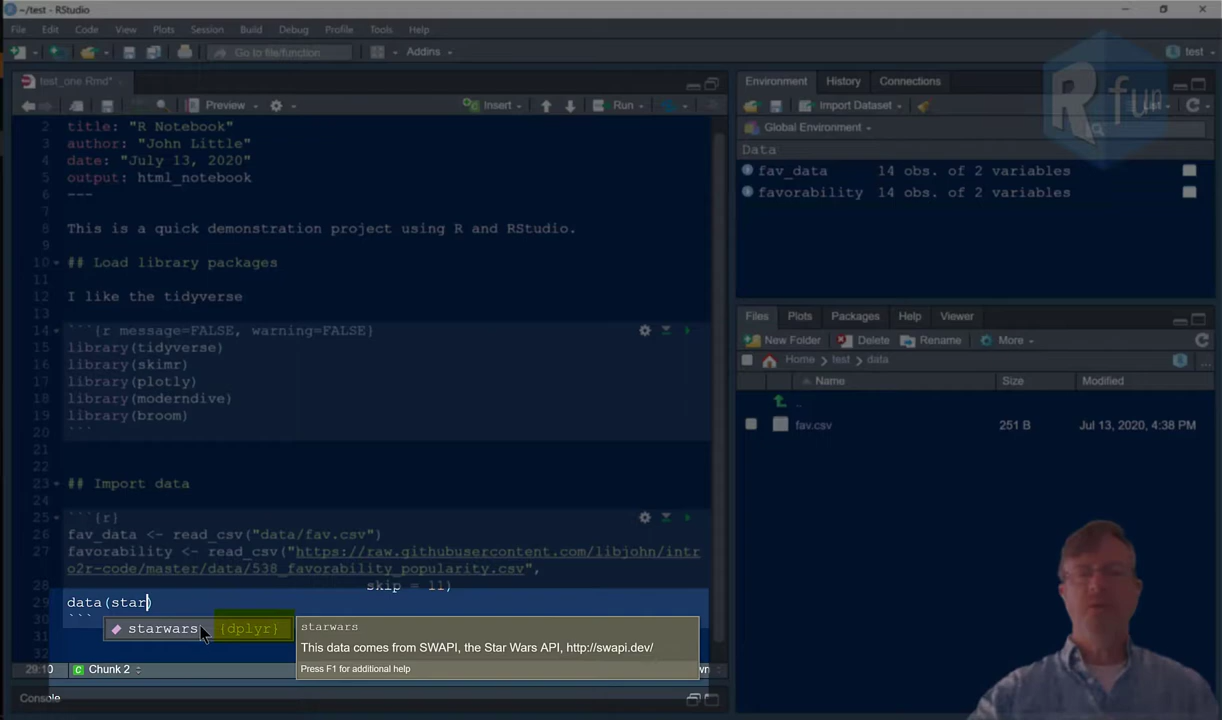 ~/test - RStudio
File Edit Code View Plots Session Build Debug Profile Tools Help
Go to file/function Addins test
test_one.Rmd*
Preview Insert Run
2 title: "R Notebook"
3 author: "John Little"
4 date: "July 13, 2020"
5 output: html_notebook
6 ---
7
8 This is a quick demonstration project using R and RStudio.
9
10 ## Load library packages
11
12 I like the tidyverse
13
14 ```{r message=FALSE, warning=FALSE}
15 library(tidyverse)
16 library(skimr)
17 library(plotly)
18 library(moderndive)
19 library(broom)
20 ```
21
22
23 ## Import data
24
25 ```{r}
26 fav_data <- read_csv("data/fav.csv")
27 favorability <- read_csv("https://raw.githubusercontent.com/libjohn/intr
o2r-code/master/data/538_favorability_popularity.csv",
28 skip = 11)
29 data(star)
30 ```
31
32
starwars {dplyr}
starwars
This data comes from SWAPI, the Star Wars API, http://swapi.dev/
Press F1 for additional help
29:10 Chunk 2
Console
Environment History Connections
Import Dataset
Global Environment
Data
fav_data 14 obs. of 2 variables
favorability 14 obs. of 2 variables
R fun
Files Plots Packages Help Viewer
New Folder Delete Rename More
Home test data
Name Size Modified
..
fav.csv 251 B Jul 13, 2020, 4:38 PM